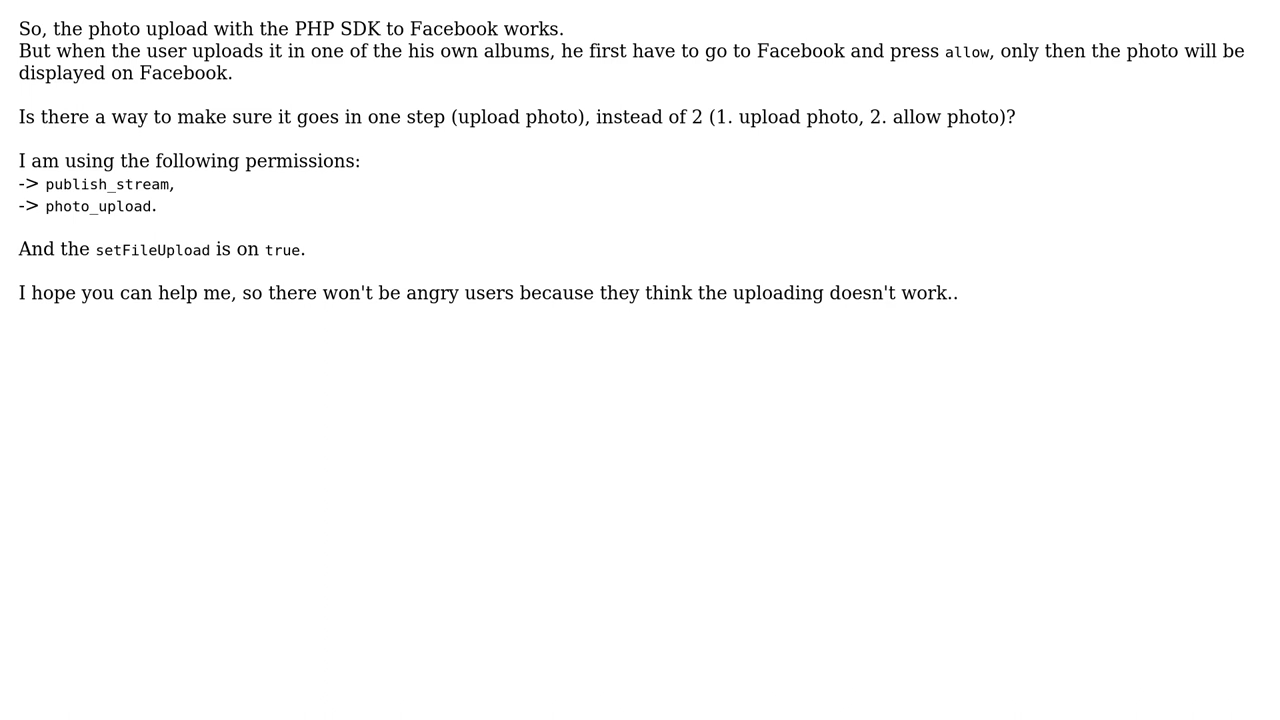 So, the photo upload with the PHP SDK to Facebook works.
But when the user uploads it in one of the his own albums, he first have to go to Facebook and press allow, only then the photo will be
displayed on Facebook.
Is there a way to make sure it goes in one step (upload photo), instead of 2 (1. upload photo, 2. allow photo)?
I am using the following permissions:
-> publish_stream,
-> photo_upload.
And the setFileUpload is on true.
I hope you can help me, so there won't be angry users because they think the uploading doesn't work..